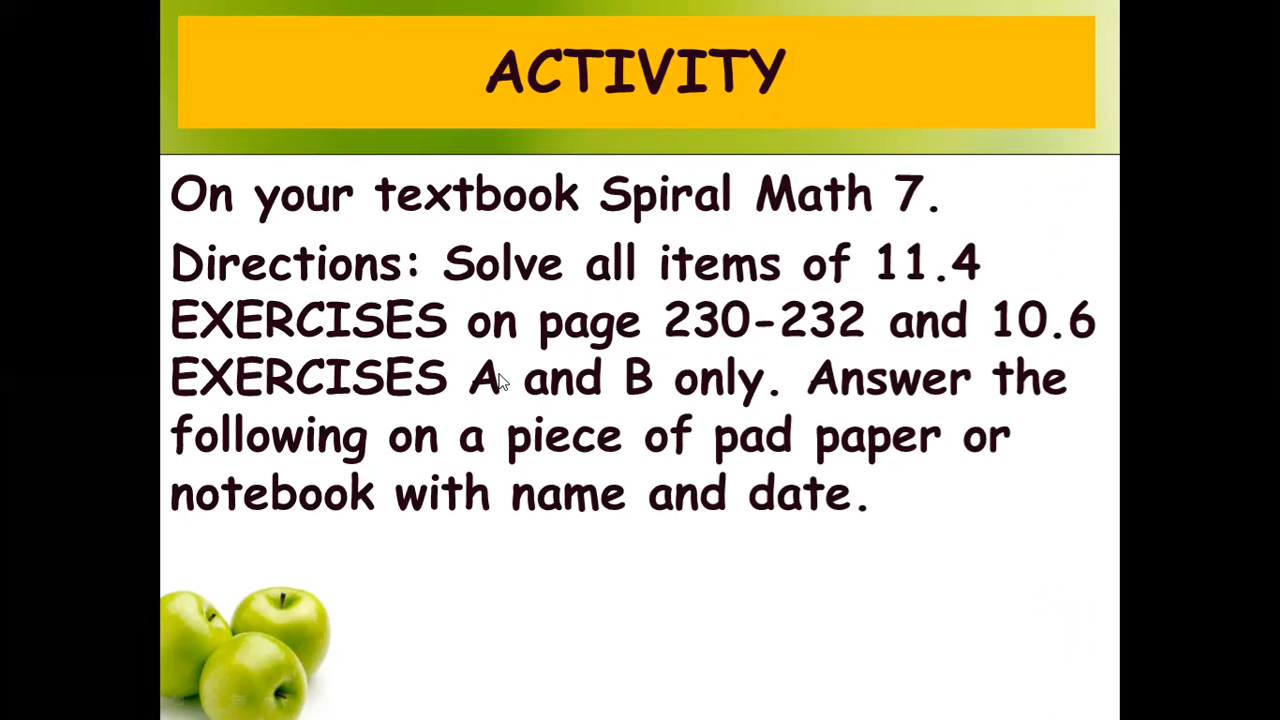 ACTIVITY
On your textbook Spiral Math 7.
Directions: Solve all items of 11.4
EXERCISES on page 230-232 and 10.6
EXERCISES A and B only. Answer the
following on a piece of pad paper or
notebook with name and date.